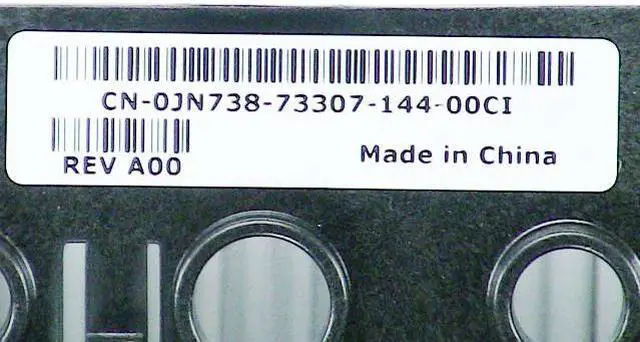 CN-0JN738-73307-144-00CI
REV A00
Made in China